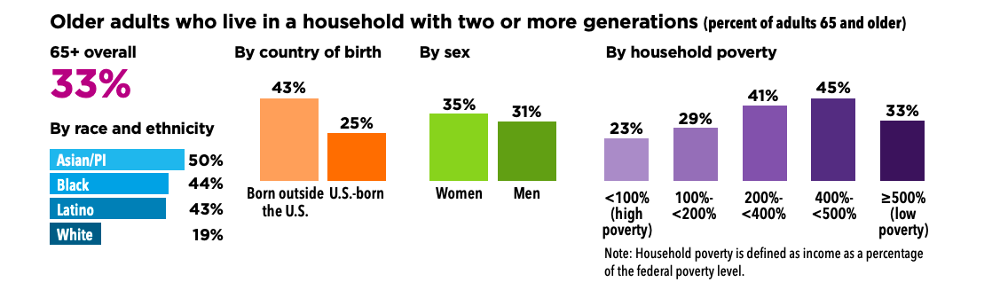 Older adults who live in a household with two or more generations (percent of adults 65 and older)
65+ overall
33%
By race and ethnicity
Asian/PI 50%
Black 44%
Latino 43%
White 19%
By country of birth
43%
25%
Born outside the U.S.
U.S.-born
By sex
35%
31%
Women
Men
By household poverty
23%
29%
41%
45%
33%
<100%
(high
poverty)
100%-
<200%
200%-
<400%
400%-
<500%
≥500%
(low
poverty)
Note: Household poverty is defined as income as a percentage
of the federal poverty level.